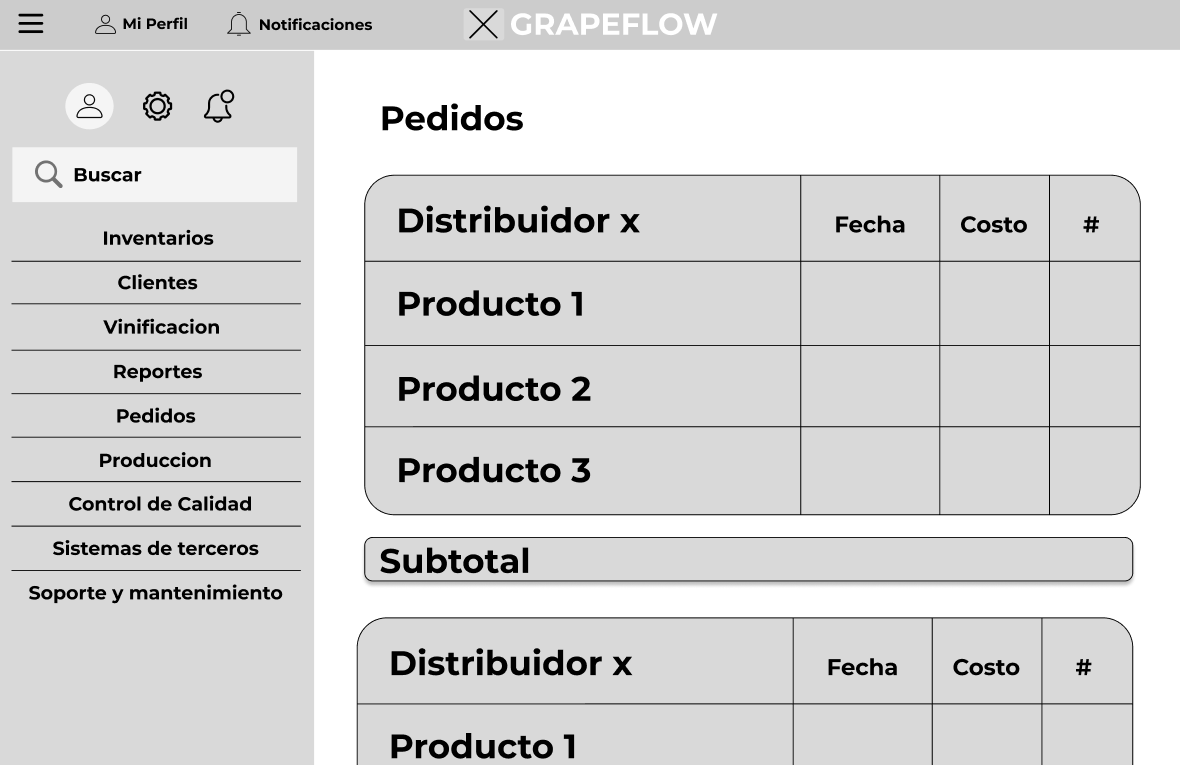 Mi Perfil
Notificaciones
GRAPEFLOW
Buscar
Inventarios
Clientes
Vinificacion
Reportes
Pedidos
Produccion
Control de Calidad
Sistemas de terceros
Soporte y mantenimiento
Pedidos
Distribuidor x Fecha Costo #
Producto 1
Producto 2
Producto 3
Subtotal
Distribuidor x Fecha Costo #
Producto 1